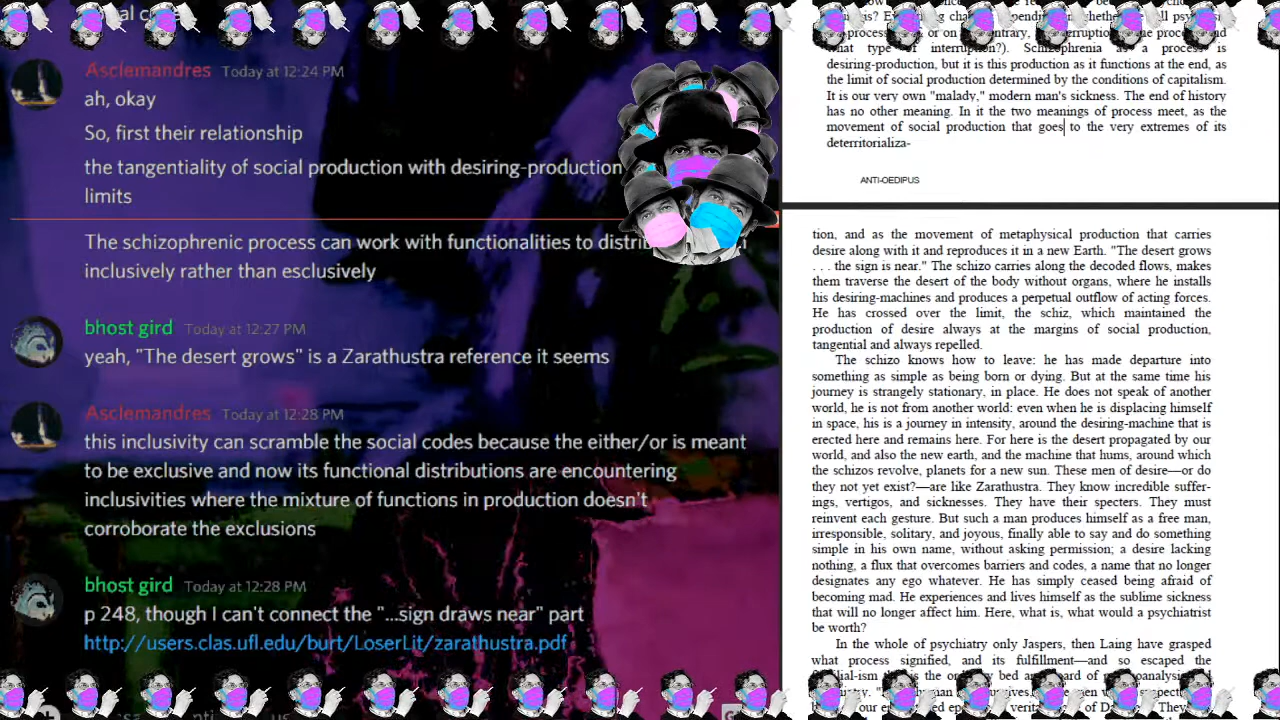 Asclemandres Today at 12:24 PM
ah, okay
So, first their relationship
the tangentiality of social production with desiring-production
limits
The schizophrenic process can work with functionalities to
inclusively rather than esclusively
bhost gird Today at 12:27 PM
yeah, "The desert grows" is a Zarathustra reference it seems
Asclemandres Today at 12:28 PM
this inclusivity can scramble the social codes because the either/or is meant
to be exclusive and now its functional distributions are encountering
inclusivities where the mixture of functions in production doesn't
corroborate the exclusions
bhost gird Today at 12:28 PM
p 248, though I can't connect the "...sign draws near" part
http://users.clas.ufl.edu/burt/LoserLit/zarathustra.pdf
what type of interruption?). Schizophrenia as a process is
desiring-production, but it is this production as it functions at the end, as
the limit of social production determined by the conditions of capitalism.
It is our very own "malady," modern man's sickness. The end of history
has no other meaning. In it the two meanings of process meet, as the
movement of social production that goes to the very extremes of its
deterritorializa-
ANTI-OEDIPUS
tion, and as the movement of metaphysical production that carries
desire along with it and reproduces it in a new Earth. "The desert grows
. . . the sign is near." The schizo carries along the decoded flows, makes
them traverse the desert of the body without organs, where he installs
his desiring-machines and produces a perpetual outflow of acting forces.
He has crossed over the limit, the schiz, which maintained the
production of desire always at the margins of social production,
tangential and always repelled.
The schizo knows how to leave: he has made departure into
something as simple as being born or dying. But at the same time his
journey is strangely stationary, in place. He does not speak of another
world, he is not from another world: even when he is displacing himself
in space, his is a journey in intensity, around the desiring-machine that is
erected here and remains here. For here is the desert propagated by our
world, and also the new earth, and the machine that hums, around which
the schizos revolve, planets for a new sun. These men of desire—or do
they not yet exist?—are like Zarathustra. They know incredible suffer-
ings, vertigos, and sicknesses. They have their specters. They must
reinvent each gesture. But such a man produces himself as a free man,
irresponsible, solitary, and joyous, finally able to say and do something
simple in his own name, without asking permission; a desire lacking
nothing, a flux that overcomes barriers and codes, a name that no longer
designates any ego whatever. He has simply ceased being afraid of
becoming mad. He experiences and lives himself as the sublime sickness
that will no longer affect him. Here, what is, what would a psychiatrist
be worth?
In the whole of psychiatry only Jaspers, then Laing have grasped
what process signified, and its fulfillment—and so escaped the